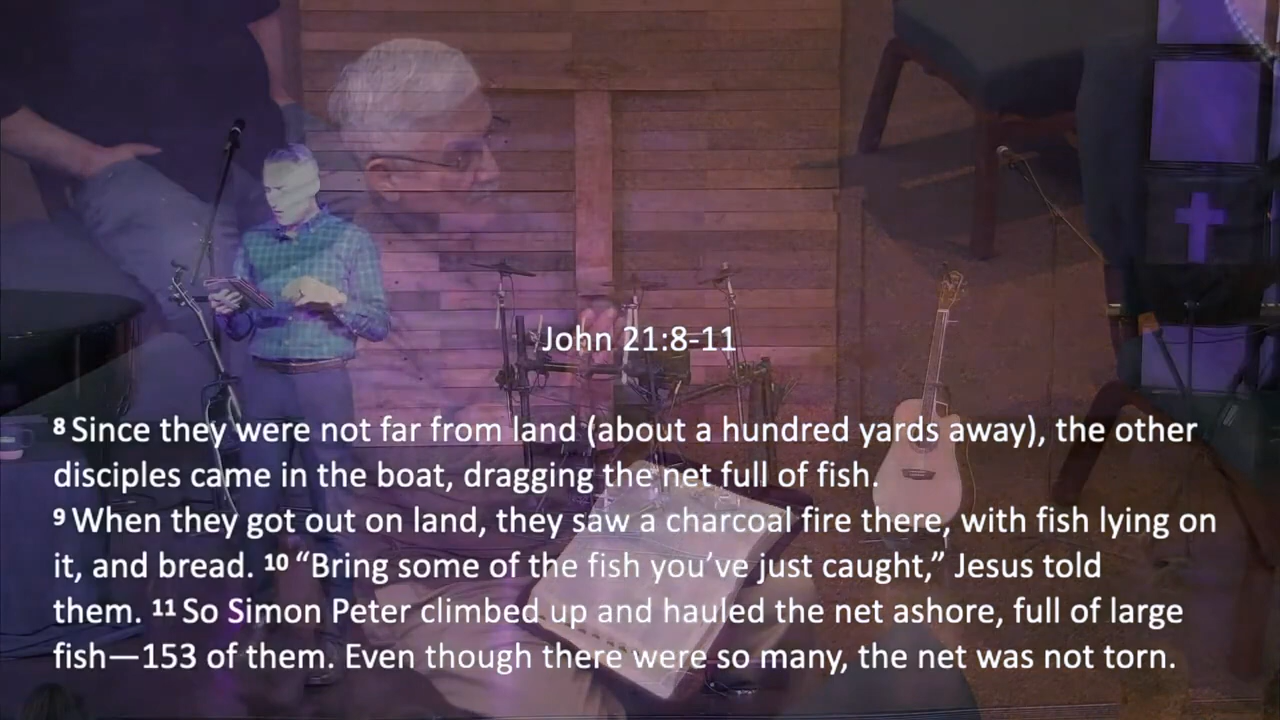 John 21:8-11
⁸ Since they were not far from land (about a hundred yards away), the other
disciples came in the boat, dragging the net full of fish.
⁹ When they got out on land, they saw a charcoal fire there, with fish lying on
it, and bread. ¹⁰ “Bring some of the fish you’ve just caught,” Jesus told
them. ¹¹ So Simon Peter climbed up and hauled the net ashore, full of large
fish—153 of them. Even though there were so many, the net was not torn.